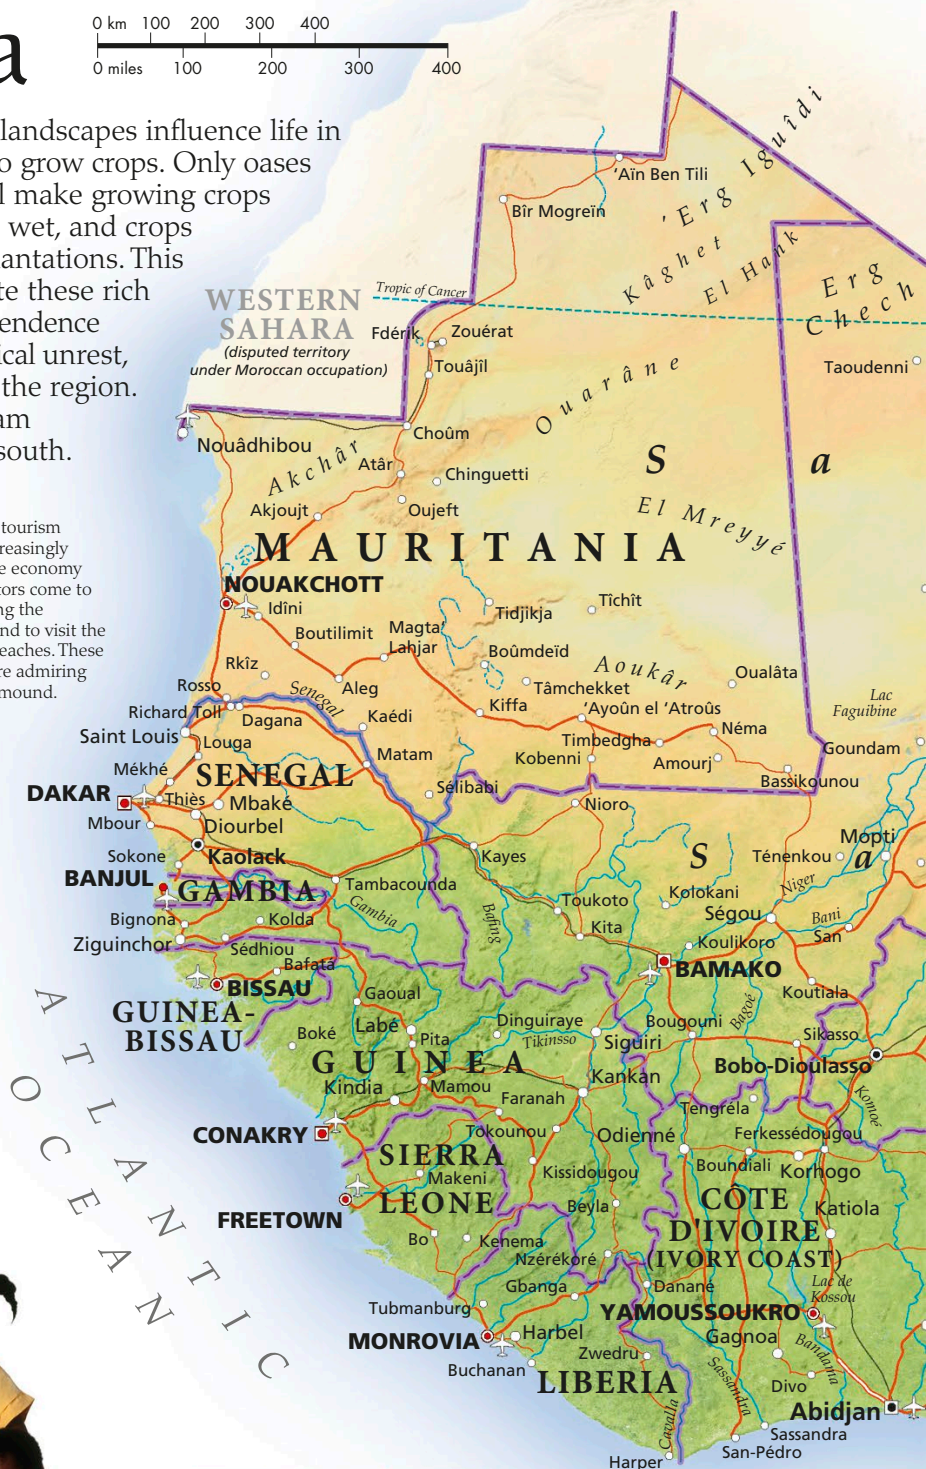 a
0 km 100 200 300 400
0 miles 100 200 300 400
landscapes influence life in
o grow crops. Only oases
l make growing crops
wet, and crops
antations. This
te these rich
endence
ical unrest,
the region.
am
south.
tourism
reasingly
e economy
tors come to
ng the
nd to visit the
eaches. These
re admiring
mound.
'Aïn Ben Tili
Bîr Mogreïn
'Erg Iguîdi
Kâghet
El Hank
Erg
Chech
Tropic of Cancer
WESTERN
SAHARA
(disputed territory
under Moroccan occupation)
Fdérik
Zouérat
Touâjîl
Taoudenni
Ouarâne
Nouâdhibou
Choûm
Akchâr
Atâr
Chinguetti
S a
Akjoujt
Oujeft
El Mreyyé
MAURITANIA
NOUAKCHOTT
Idîni
Tidjikja
Tîchît
Boutilimit
Magta'
Lahjar
Boûmdeïd
Rkîz
Aoukâr
Oualâta
Rosso
Senegal
Aleg
Tâmchekket
Lac
Faguibine
Richard Toll
Dagana
Kaédi
Kiffa
'Ayoûn el 'Atroûs
Néma
Saint Louis
Louga
Matam
Timbedgha
Goundam
Kobenni
Amourj
Mékhé
SENEGAL
Sélibabi
Bassikounou
DAKAR
Thiès
Mbaké
Nioro
Mbour
Diourbel
Mopti
Sokone
Kaolack
Kayes
S
Ténenkou
a
BANJUL
GAMBIA
Tambacounda
Kolokani
Niger
Bignona
Kolda
Gambia
Bafing
Toukoto
Ségou
Bani
Ziguinchor
Sédhiou
Kita
Koulikoro
San
Bafatá
BAMAKO
BISSAU
Gaoual
Koutiala
GUINEA-
BISSAU
Boké
Labé
Pita
Dinguiraye
Tikinsso
Siguiri
Bougouni
Bagoé
Sikasso
GUINEA
Bobo-Dioulasso
Kindia
Mamou
Kankan
Komoé
Faranah
Tengréla
CONAKRY
Tokounou
Odienné
Ferkessédougou
SIERRA
LEONE
Makeni
Kissidougou
Boundiali
Korhogo
FREETOWN
Beyla
CÔTE
D'IVOIRE
(IVORY COAST)
Katiola
Bo
Kenema
Nzérékoré
Gbanga
Danané
Lac de
Kossou
Tubmanburg
YAMOUSSOUKRO
MONROVIA
Harbel
Gagnoa
Bandama
Buchanan
Zwedru
LIBERIA
Sassandra
Divo
Abidjan
Cavalla
Sassandra
San-Pédro
Harper
ATLANTIC
OCEAN